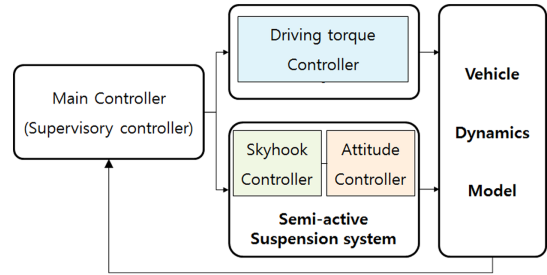 Main Controller
(Supervisory controller)
Driving torque
Controller
Skyhook
Controller
Attitude
Controller
Semi-active
Suspension system
Vehicle
Dynamics
Model